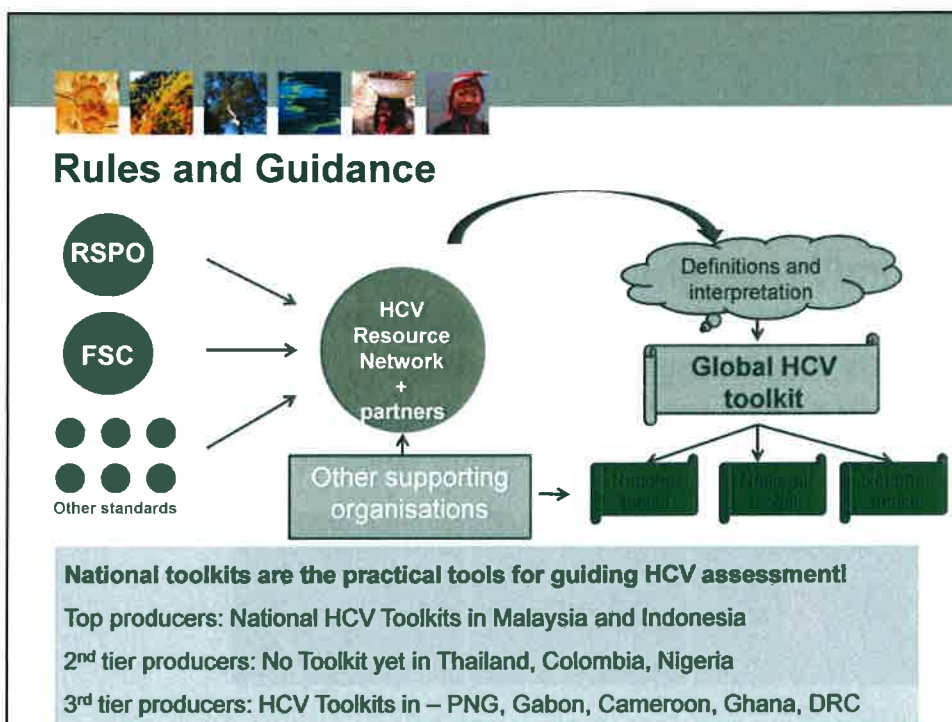 Rules and Guidance
RSPO
FSC
Other standards
HCV
Resource
Network
+
partners
Other supporting
organisations
Definitions and
interpretation
Global HCV
toolkit
National
National
National
National toolkits are the practical tools for guiding HCV assessment!
Top producers: National HCV Toolkits in Malaysia and Indonesia
2nd tier producers: No Toolkit yet in Thailand, Colombia, Nigeria
3rd tier producers: HCV Toolkits in – PNG, Gabon, Cameroon, Ghana, DRC